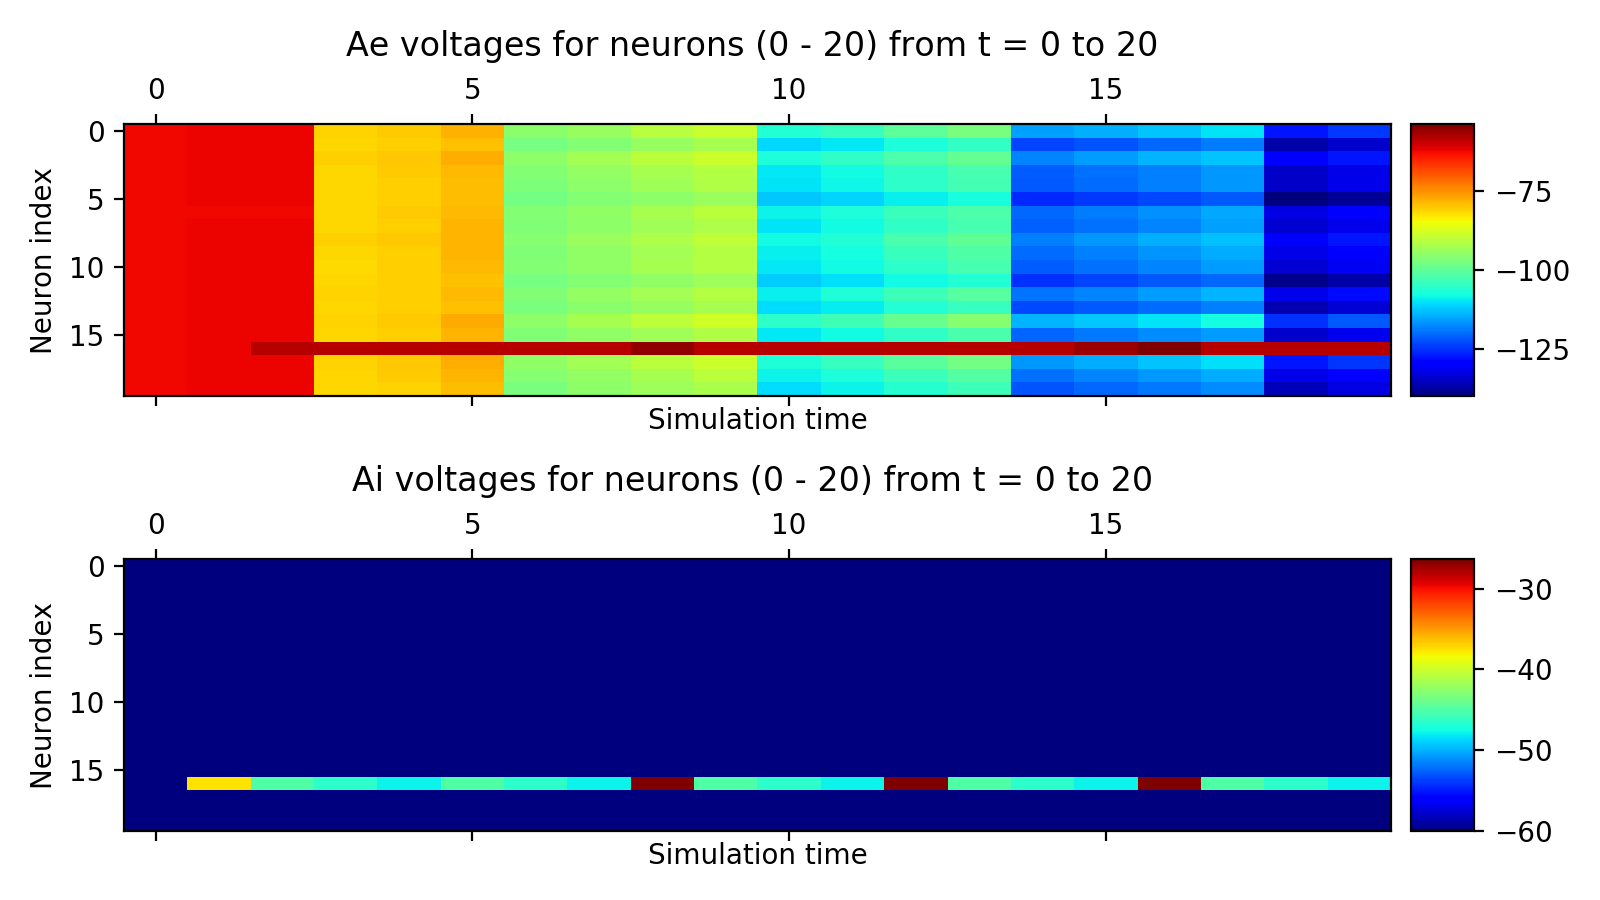 Ae voltages for neurons (0 - 20) from t = 0 to 20
0 5 10 15
Neuron index
0
5
10
15
Simulation time
−75
−100
−125
Ai voltages for neurons (0 - 20) from t = 0 to 20
0 5 10 15
Neuron index
0
5
10
15
Simulation time
−30
−40
−50
−60